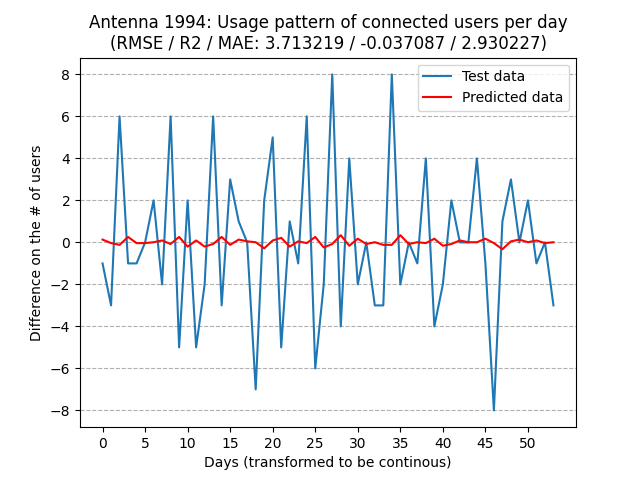 Antenna 1994: Usage pattern of connected users per day
(RMSE / R2 / MAE: 3.713219 / -0.037087 / 2.930227)
Test data
Predicted data
Difference on the # of users
8
6
4
2
0
−2
−4
−6
−8
0 5 10 15 20 25 30 35 40 45 50
Days (transformed to be continous)